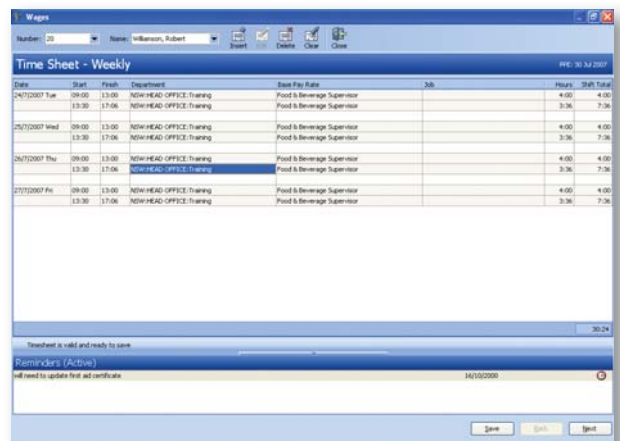 Wages
Number: 20 Name: Williamson, Robert Insert Edit Delete Clear Close
Time Sheet - Weekly PPE: 30 Jul 2007
Date Start Finish Department Base Pay Rate Job Hours Shift Total
24/7/2007 Tue 09:00 13:00 NSW:HEAD OFFICE:Training Food & Beverage Supervisor 4:00 4:00
13:30 17:06 NSW:HEAD OFFICE:Training Food & Beverage Supervisor 3:36 7:36
25/7/2007 Wed 09:00 13:00 NSW:HEAD OFFICE:Training Food & Beverage Supervisor 4:00 4:00
13:30 17:06 NSW:HEAD OFFICE:Training Food & Beverage Supervisor 3:36 7:36
26/7/2007 Thu 09:00 13:00 NSW:HEAD OFFICE:Training Food & Beverage Supervisor 4:00 4:00
13:30 17:06 NSW:HEAD OFFICE:Training Food & Beverage Supervisor 3:36 7:36
27/7/2007 Fri 09:00 13:00 NSW:HEAD OFFICE:Training Food & Beverage Supervisor 4:00 4:00
13:30 17:06 NSW:HEAD OFFICE:Training Food & Beverage Supervisor 3:36 7:36
30:24
Timesheet is valid and ready to save
Reminders (Active)
will need to update first aid certificate 16/10/2000
Save Back Next